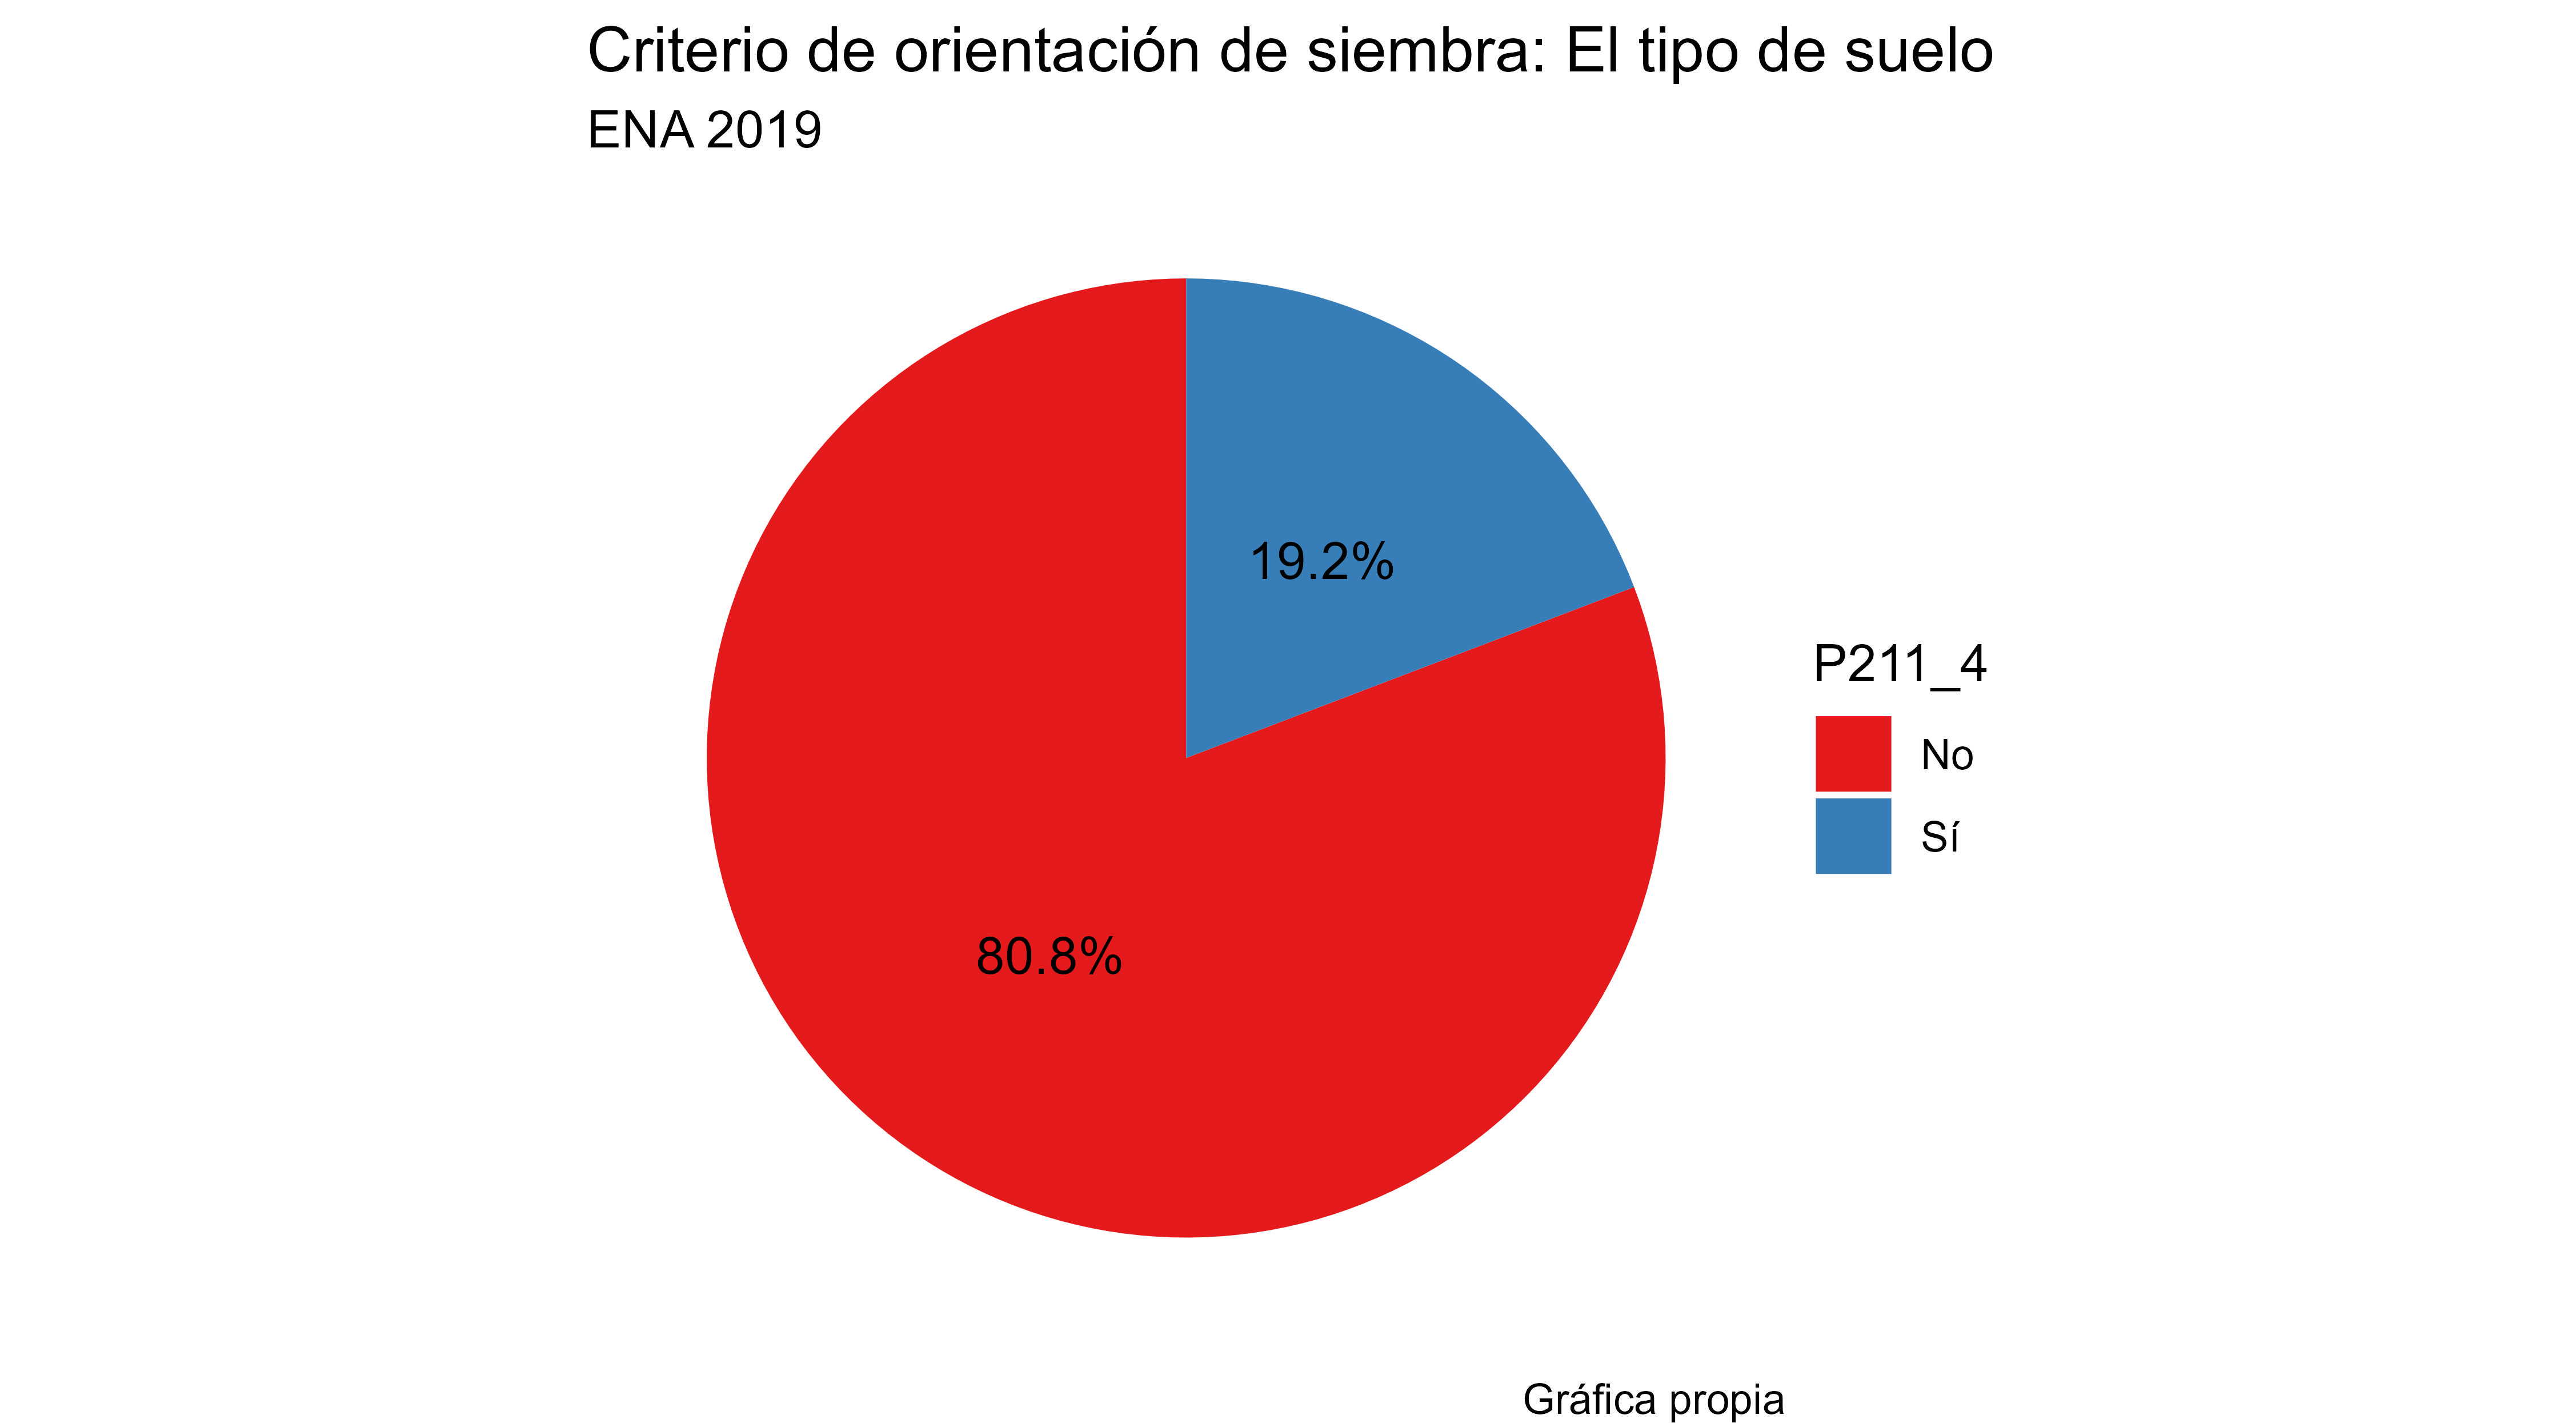 Criterio de orientación de siembra: El tipo de suelo
ENA 2019
19.2%
80.8%
P211_4
No
Sí
Gráfica propia